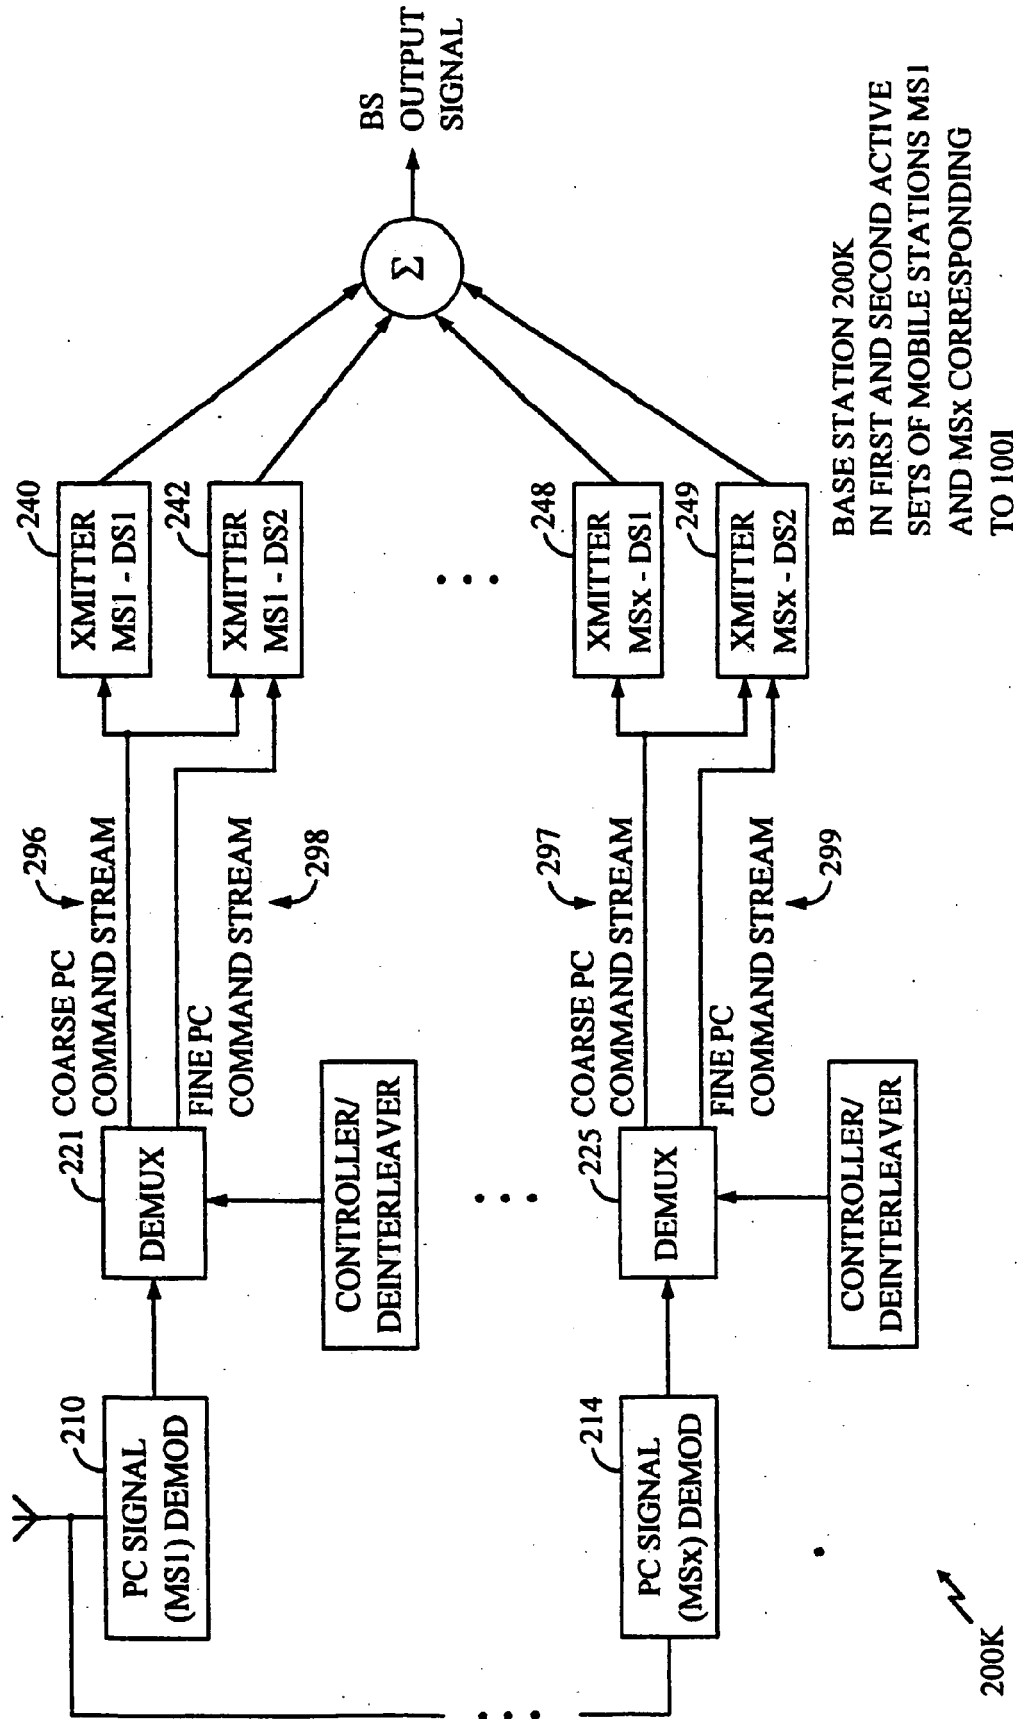 210
PC SIGNAL
(MS1) DEMOD
221
DEMUX
CONTROLLER/
DEINTERLEAVER
296
COARSE PC
COMMAND STREAM
FINE PC
COMMAND STREAM
298
240
XMITTER
MS1 - DS1
242
XMITTER
MS1 - DS2
Σ
BS
OUTPUT
SIGNAL
214
PC SIGNAL
(MSx) DEMOD
225
DEMUX
CONTROLLER/
DEINTERLEAVER
297
COARSE PC
COMMAND STREAM
FINE PC
COMMAND STREAM
299
248
XMITTER
MSx - DS1
249
XMITTER
MSx - DS2
BASE STATION 200K
IN FIRST AND SECOND ACTIVE
SETS OF MOBILE STATIONS MS1
AND MSx CORRESPONDING
TO 100I
200K